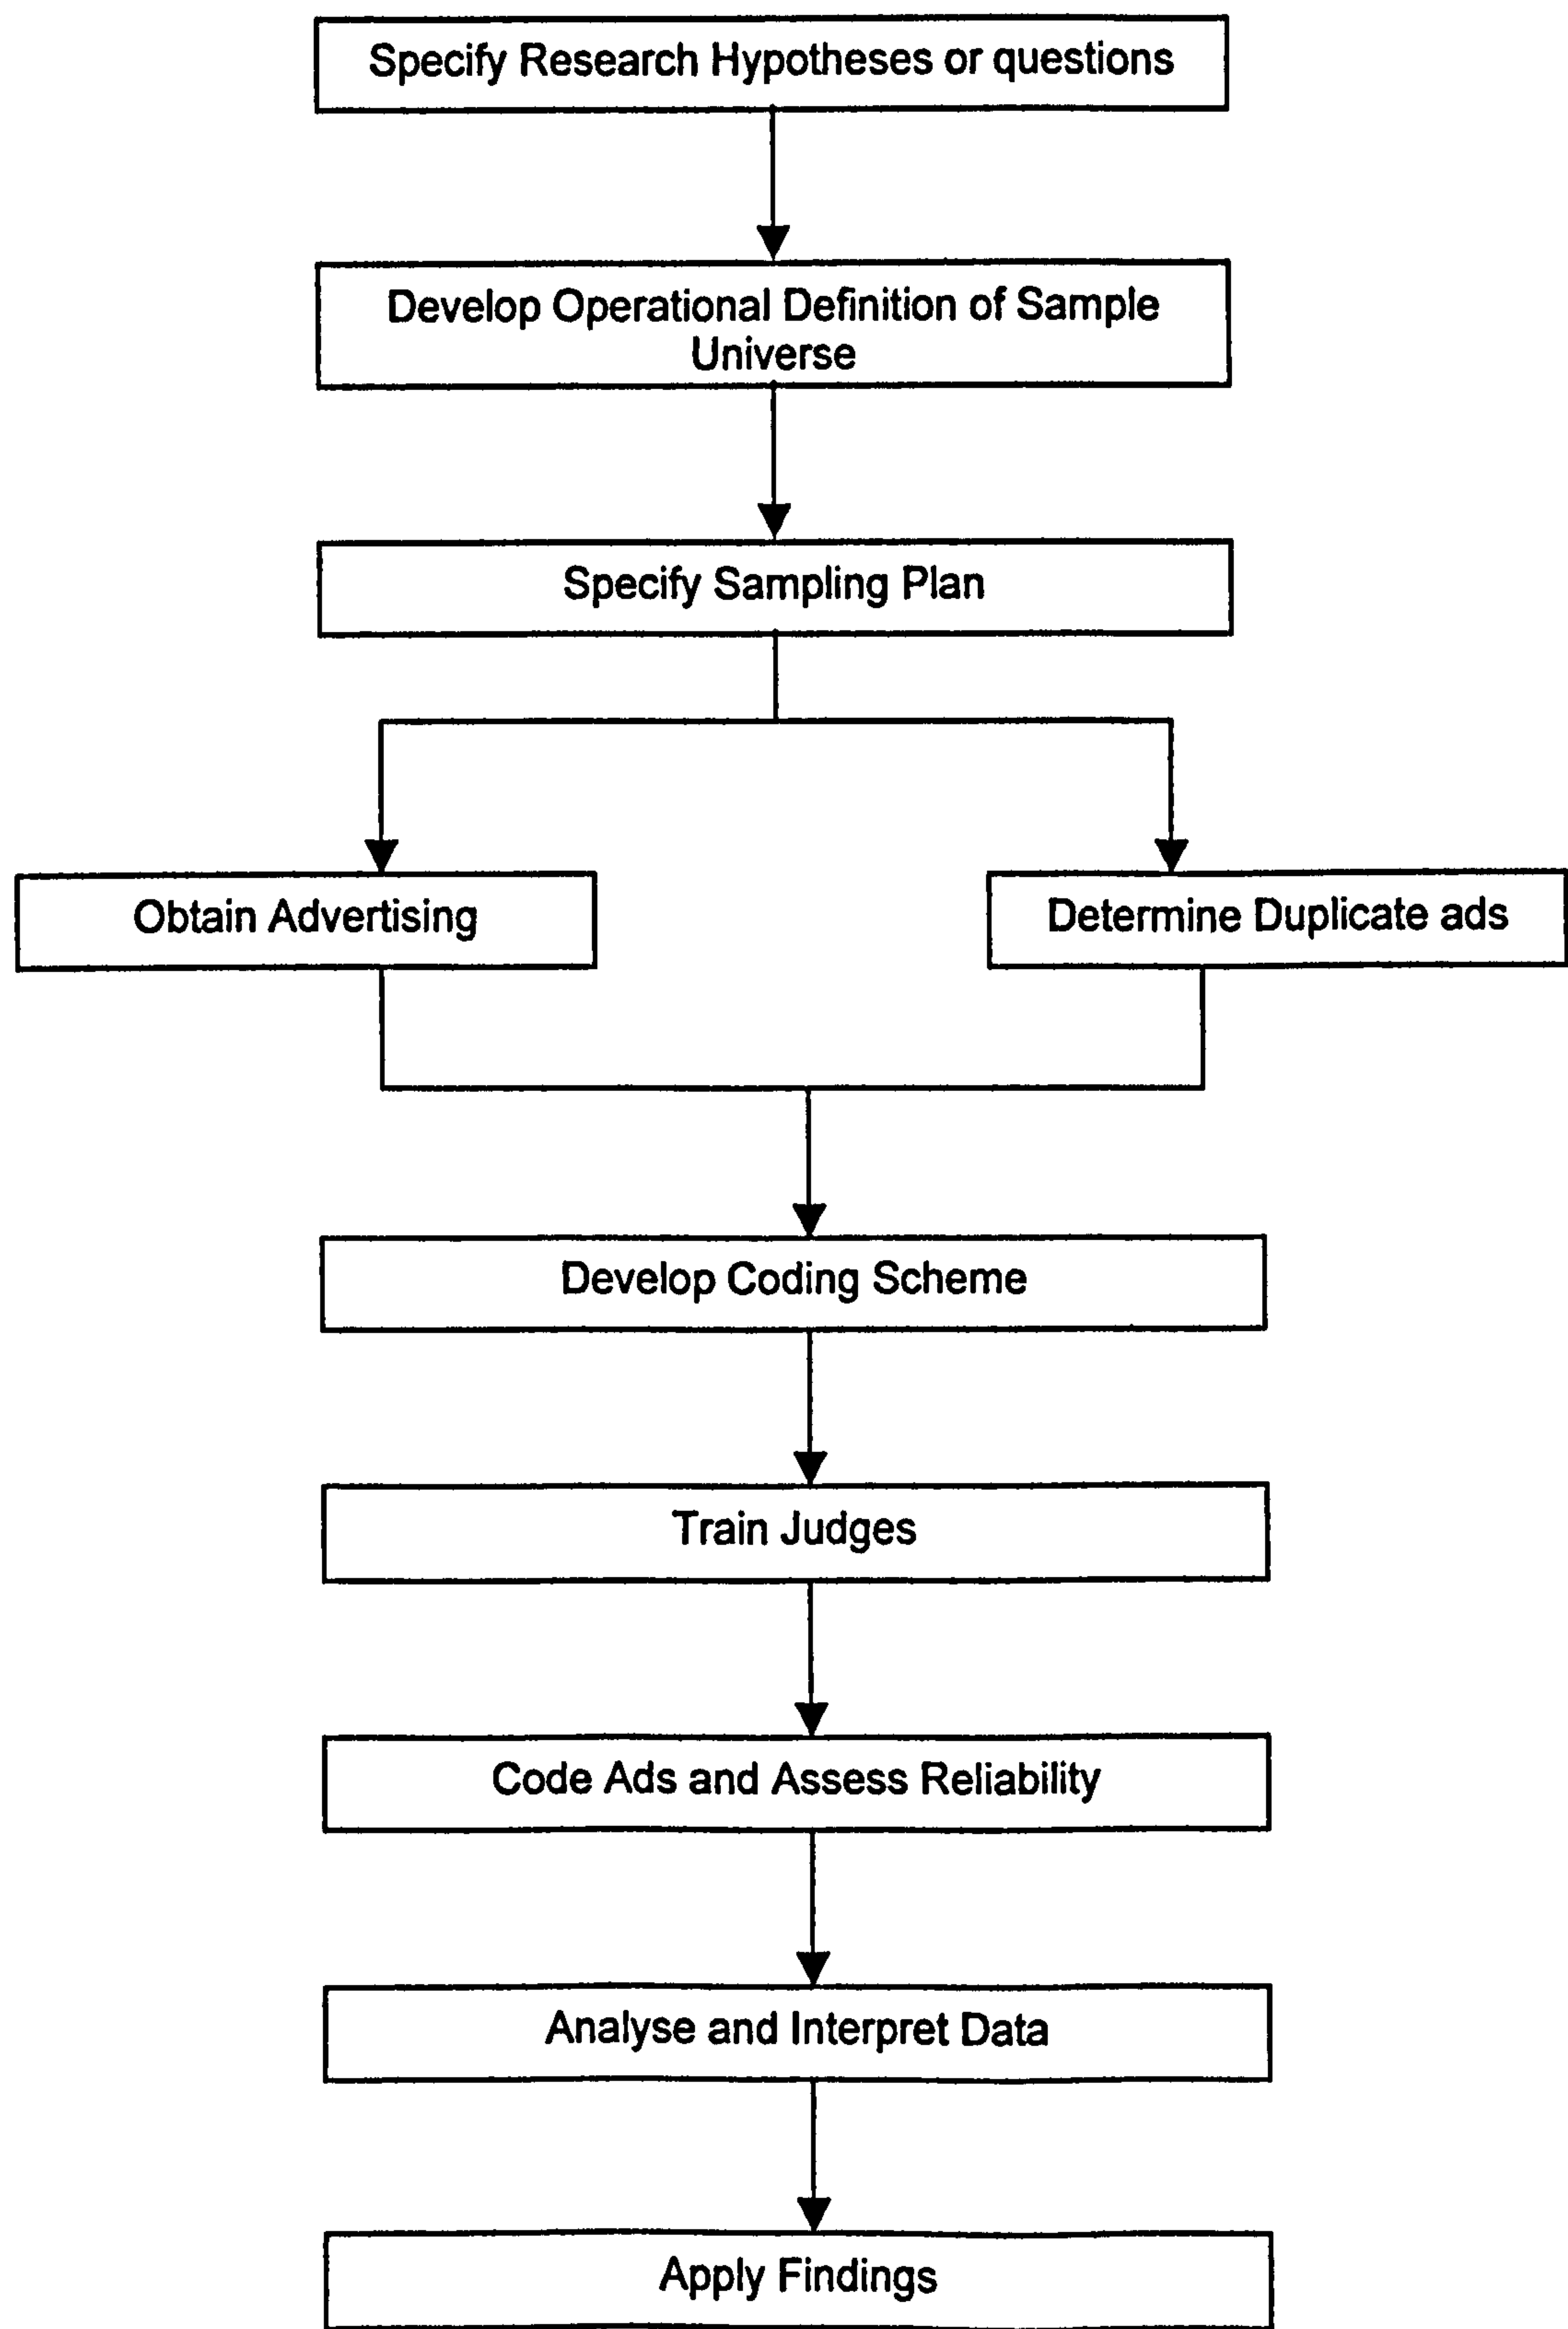 Specify Research Hypotheses or questions
Develop Operational Definition of Sample
Universe
Specify Sampling Plan
Obtain Advertising
Determine Duplicate ads
Develop Coding Scheme
Train Judges
Code Ads and Assess Reliability
Analyse and Interpret Data
Apply Findings